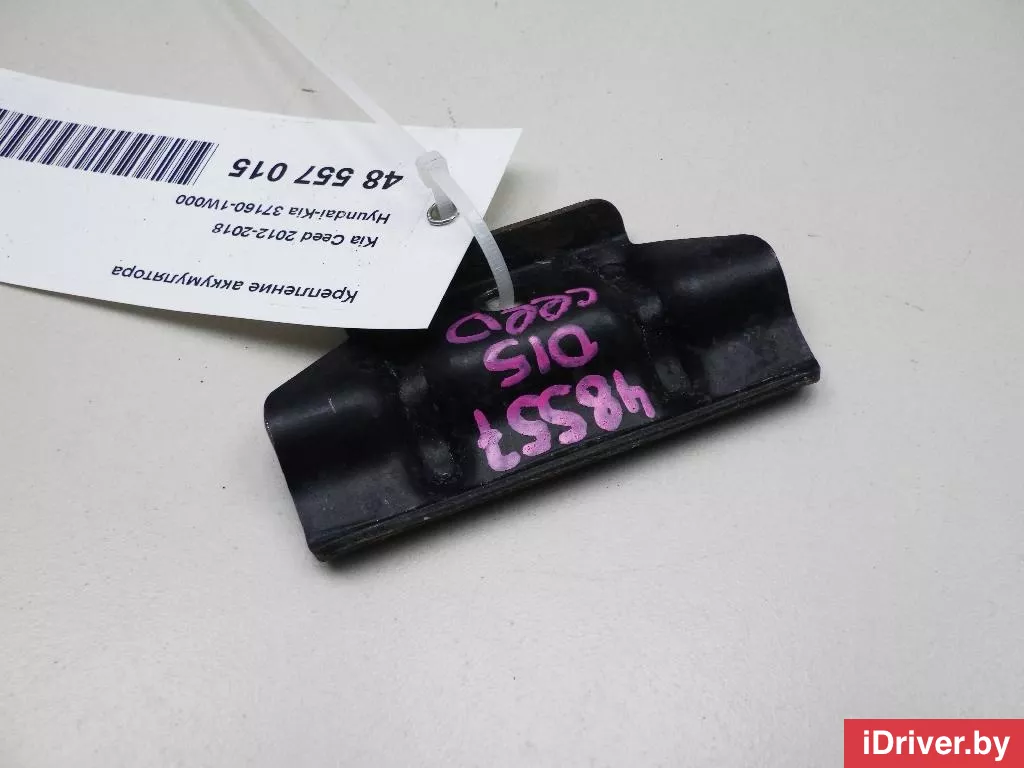 Крепление аккумулятора
Kia Ceed 2012-2018
Hyundai-Kia 37160-1W000
48 557 015
48557
D15
ceeD
iDriver.by